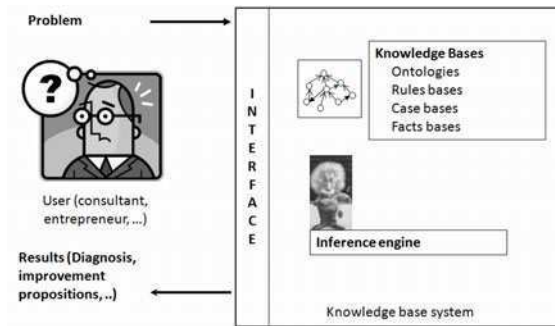 Problem
?
User (consultant,
entrepreneur, ...)
Results (Diagnosis,
improvement
propositions, ..)
INTERFACE
Knowledge Bases
Ontologies
Rules bases
Case bases
Facts bases
Inference engine
Knowledge base system